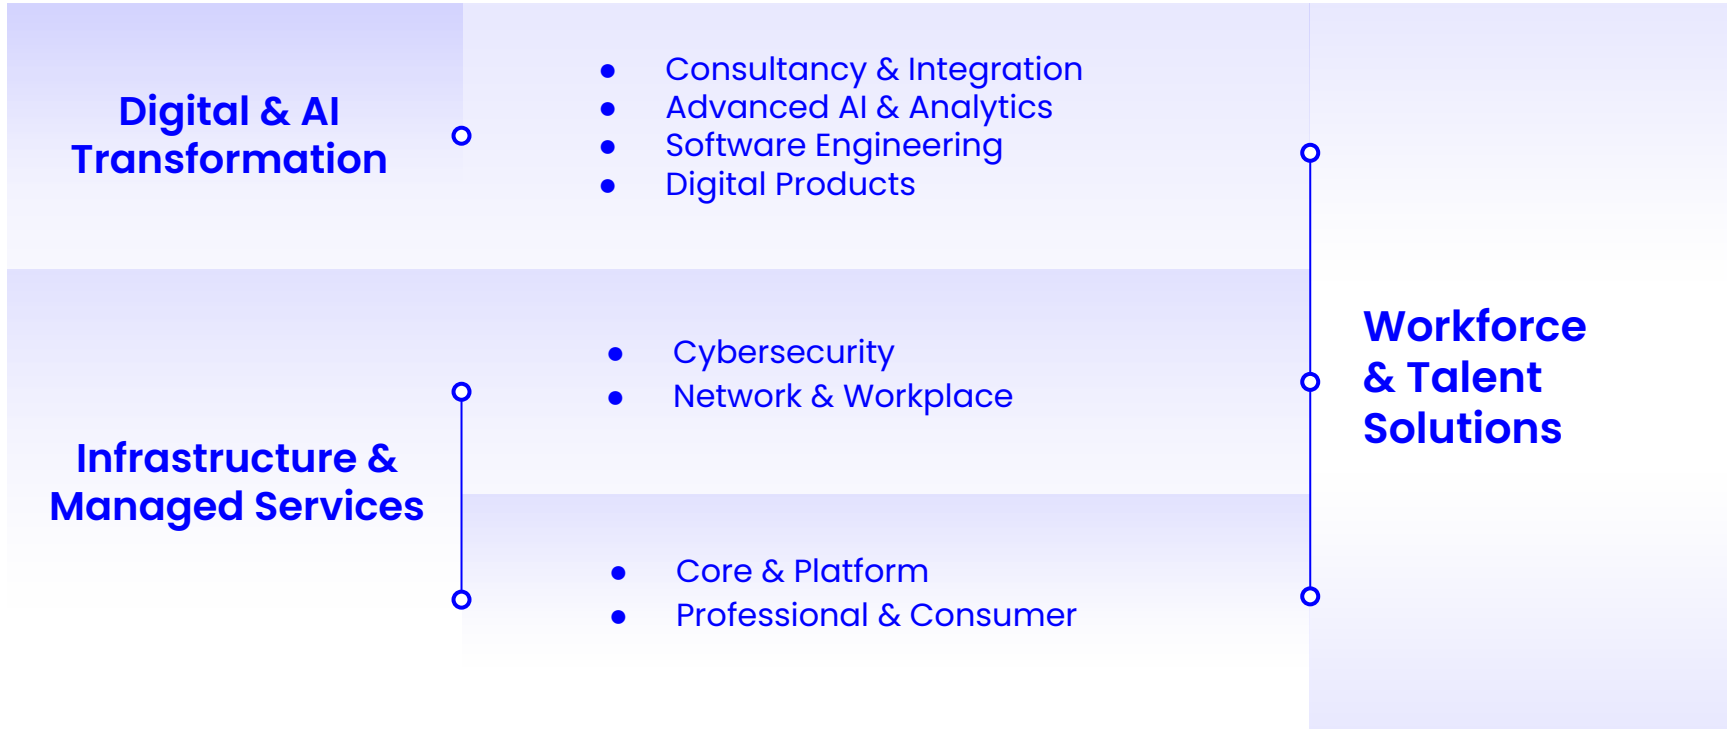 Digital & AI
Transformation
● Consultancy & Integration
● Advanced AI & Analytics
● Software Engineering
● Digital Products
Infrastructure &
Managed Services
● Cybersecurity
● Network & Workplace
● Core & Platform
● Professional & Consumer
Workforce
& Talent
Solutions